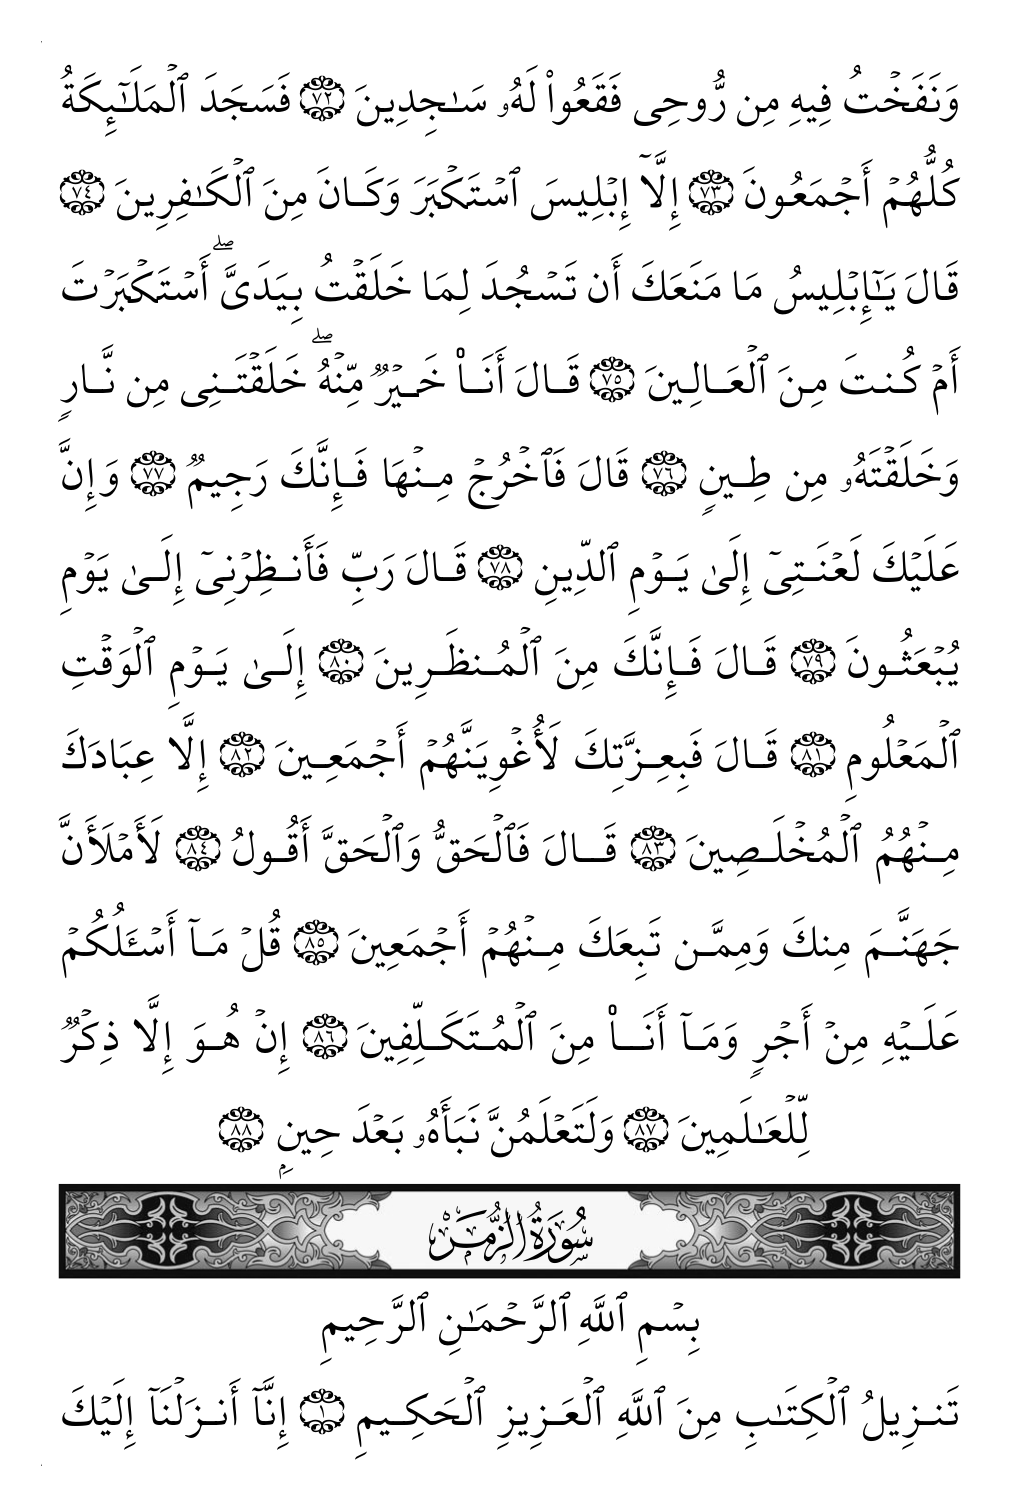 وَنَفَخۡتُ فِيهِ مِن رُّوحِى فَقَعُوا۟ لَهُۥ سَـٰجِدِينَ ۝٧٢ فَسَجَدَ ٱلۡمَلَـٰۤىِٕكَةُ
كُلُّهُمۡ أَجۡمَعُونَ ۝٧٣ إِلَّاۤ إِبۡلِيسَ ٱسۡتَكۡبَرَ وَكَانَ مِنَ ٱلۡكَـٰفِرِينَ ۝٧٤
قَالَ يَـٰۤإِبۡلِيسُ مَا مَنَعَكَ أَن تَسۡجُدَ لِمَا خَلَقۡتُ بِيَدَىَّۖ أَسۡتَكۡبَرۡتَ
أَمۡ كُنتَ مِنَ ٱلۡعَالِينَ ۝٧٥ قَالَ أَنَا۠ خَيۡرࣱ مِّنۡهُ ۖ خَلَقۡتَنِى مِن نَّارࣲ
وَخَلَقۡتَهُۥ مِن طِينࣲ ۝٧٦ قَالَ فَٱخۡرُجۡ مِنۡهَا فَإِنَّكَ رَجِيمࣱ ۝٧٧ وَإِنَّ
عَلَيۡكَ لَعۡنَتِىۤ إِلَىٰ يَوۡمِ ٱلدِّينِ ۝٧٨ قَالَ رَبِّ فَأَنظِرۡنِىۤ إِلَىٰ يَوۡمِ
يُبۡعَثُونَ ۝٧٩ قَالَ فَإِنَّكَ مِنَ ٱلۡمُنظَرِينَ ۝٨٠ إِلَىٰ يَوۡمِ ٱلۡوَقۡتِ
ٱلۡمَعۡلُومِ ۝٨١ قَالَ فَبِعِزَّتِكَ لَأُغۡوِيَنَّهُمۡ أَجۡمَعِينَ ۝٨٢ إِلَّا عِبَادَكَ
مِنۡهُمُ ٱلۡمُخۡلَصِينَ ۝٨٣ قَالَ فَٱلۡحَقُّ وَٱلۡحَقَّ أَقُولُ ۝٨٤ لَأَمۡلَأَنَّ
جَهَنَّمَ مِنكَ وَمِمَّن تَبِعَكَ مِنۡهُمۡ أَجۡمَعِينَ ۝٨٥ قُلۡ مَاۤ أَسۡـَٔلُكُمۡ
عَلَيۡهِ مِنۡ أَجۡرࣲ وَمَاۤ أَنَا۠ مِنَ ٱلۡمُتَكَلِّفِينَ ۝٨٦ إِنۡ هُوَ إِلَّا ذِكۡرࣱ
لِّلۡعَـٰلَمِينَ ۝٨٧ وَلَتَعۡلَمُنَّ نَبَأَهُۥ بَعۡدَ حِينِۭ ۝٨٨
سُورَةُ الزُّمَرِ
بِسۡمِ ٱللَّهِ ٱلرَّحۡمَـٰنِ ٱلرَّحِيمِ
تَنزِيلُ ٱلۡكِتَـٰبِ مِنَ ٱللَّهِ ٱلۡعَزِيزِ ٱلۡحَكِيمِ ۝١ إِنَّاۤ أَنزَلۡنَاۤ إِلَيۡكَ